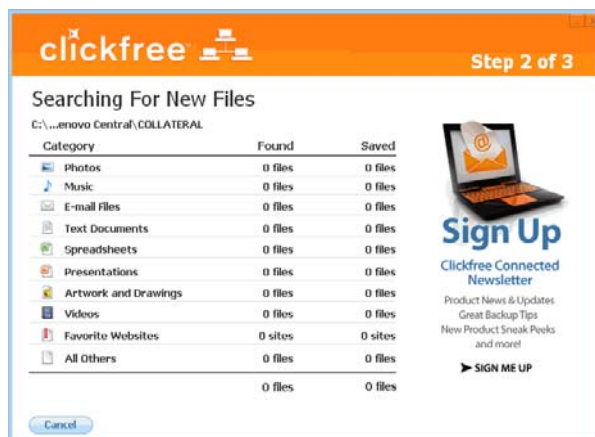 clickfree
Step 2 of 3
Searching For New Files
C:\...enovo Central\COLLATERAL
Category Found Saved
Photos 0 files 0 files
Music 0 files 0 files
E-mail Files 0 files 0 files
Text Documents 0 files 0 files
Spreadsheets 0 files 0 files
Presentations 0 files 0 files
Artwork and Drawings 0 files 0 files
Videos 0 files 0 files
Favorite Websites 0 sites 0 sites
All Others 0 files 0 files
0 files 0 files
Cancel
@
Sign Up
Clickfree Connected
Newsletter
Product News & Updates
Great Backup Tips
New Product Sneak Peeks
and more!
SIGN ME UP